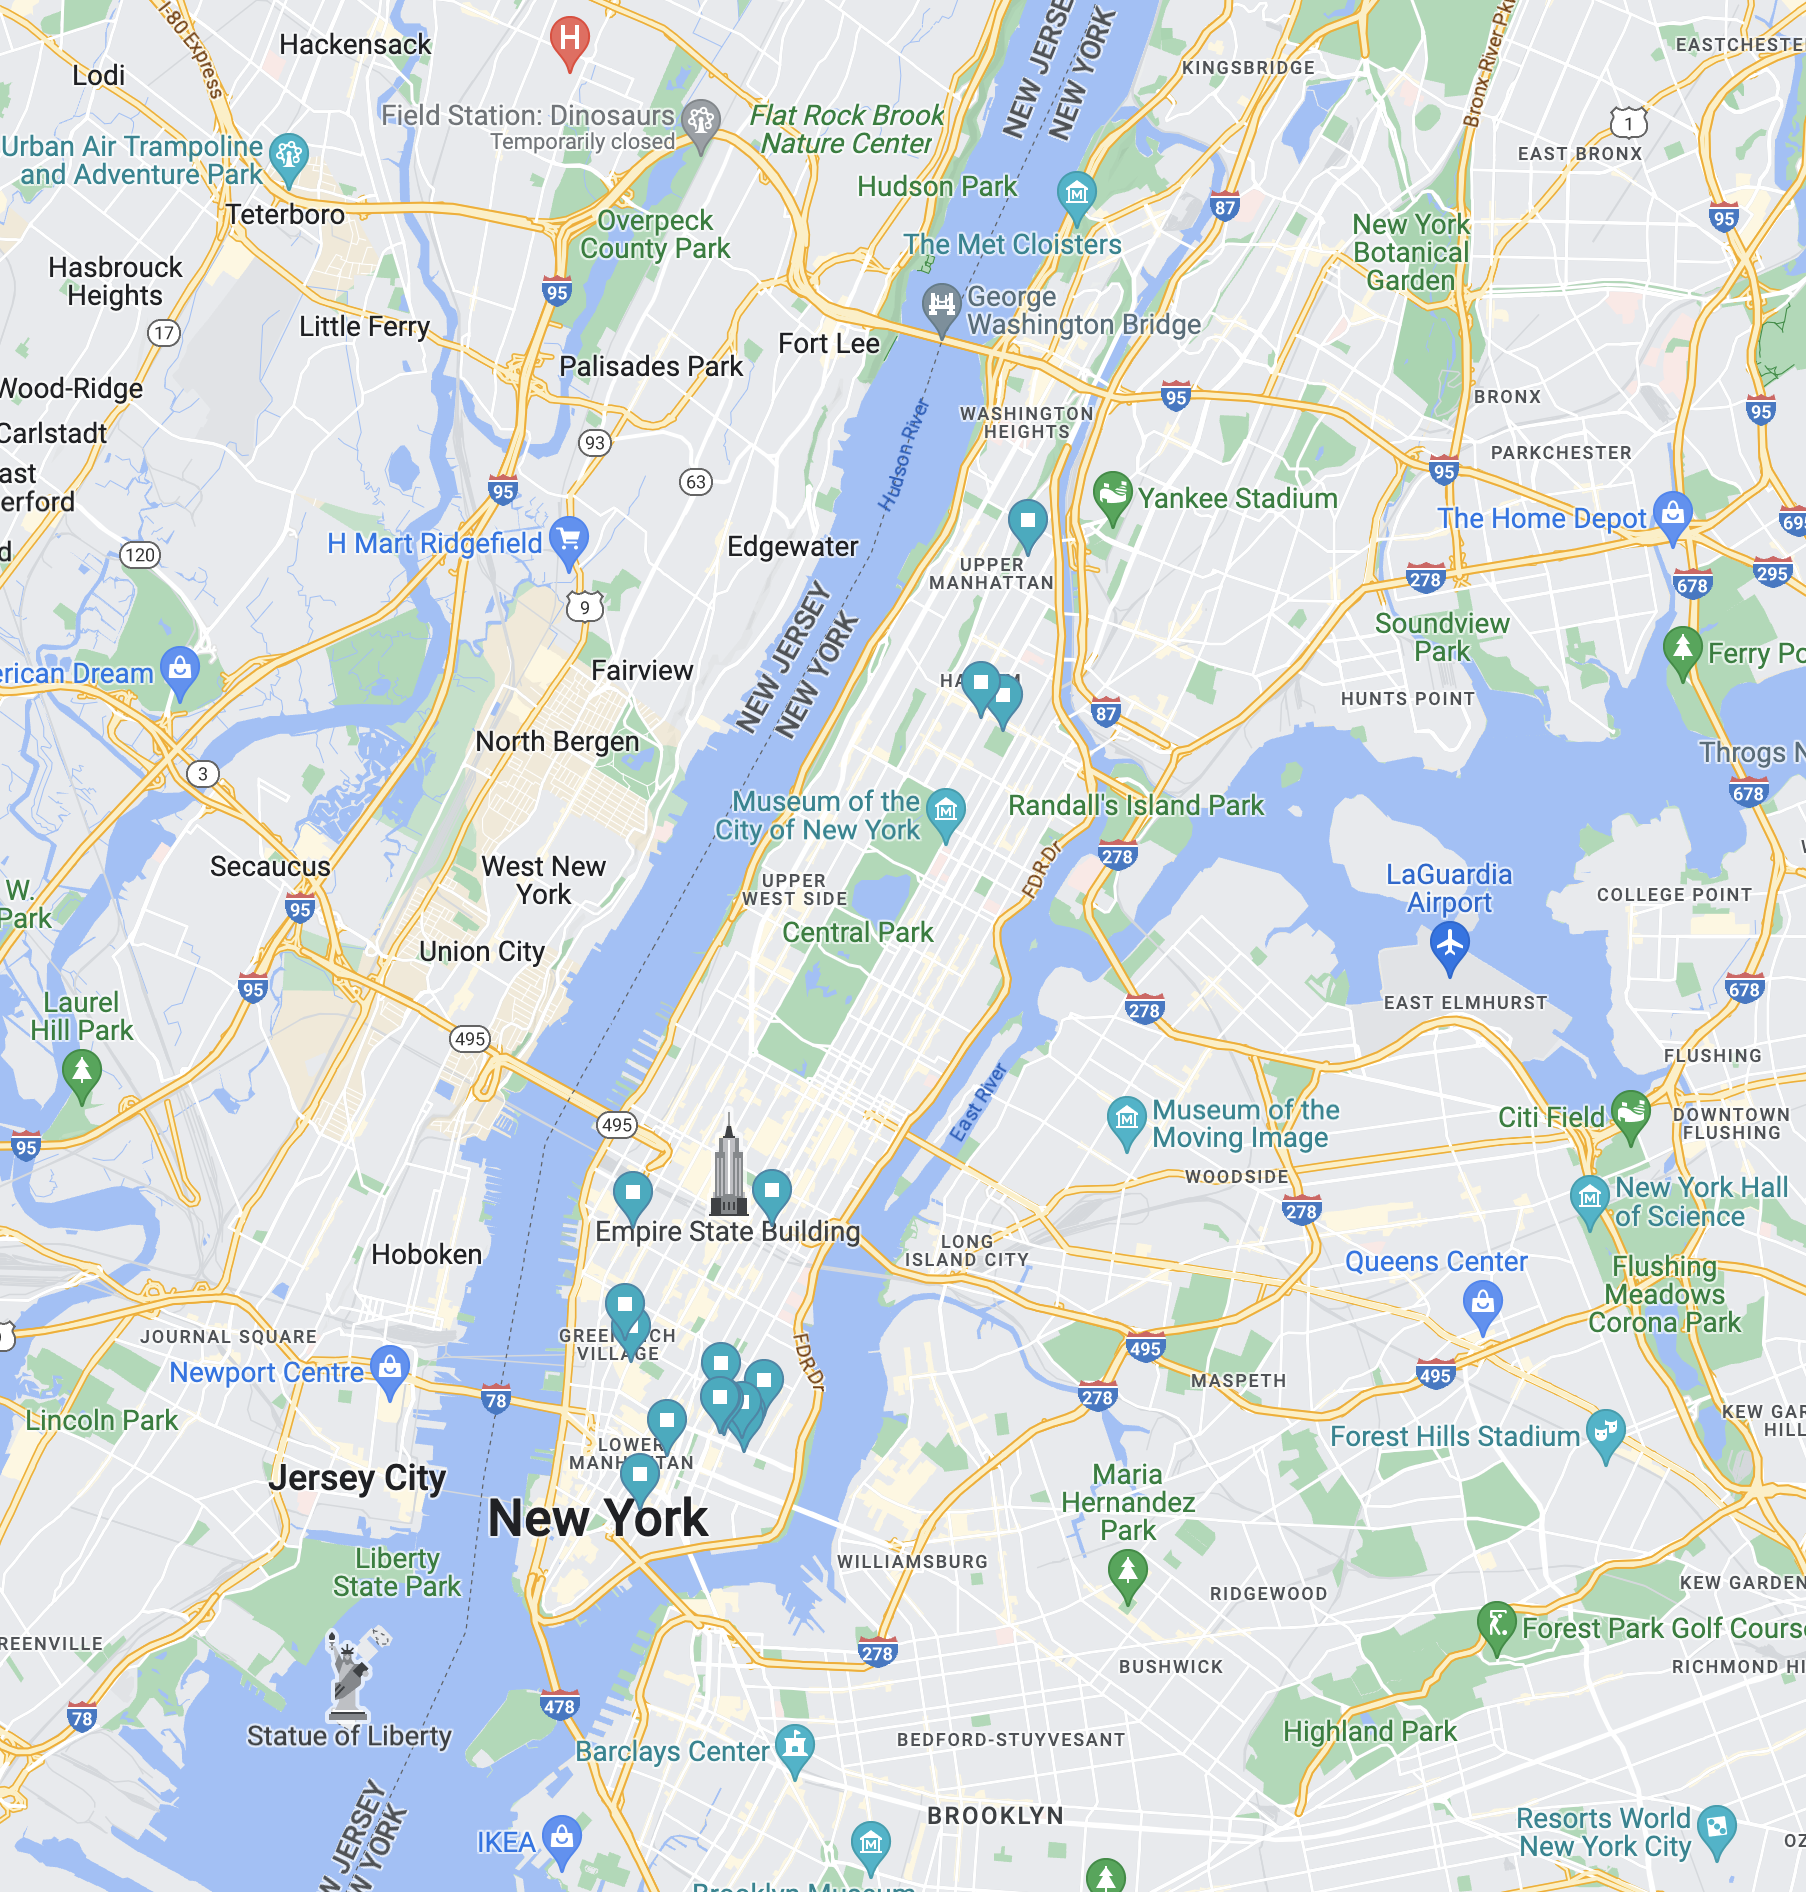 I-80 Express
Hackensack
Lodi
H
Field Station: Dinosaurs
Temporarily closed
Flat Rock Brook
Nature Center
NEW JERSE
NEW YORK
KINGSBRIDGE
Bronx River Pk
EASTCHESTE
1
EAST BRONX
Urban Air Trampoline
and Adventure Park
Teterboro
Hudson Park
Overpeck
County Park
The Met Cloisters
87
95
New York
Botanical
Garden
Hasbrouck
Heights
95
George
Washington Bridge
17
Little Ferry
Fort Lee
Palisades Park
Wood-Ridge
95
BRONX
95
WASHINGTON
HEIGHTS
Carlstadt
93
Hudson River
PARKCHESTER
ast
erford
63
95
95
Yankee Stadium
The Home Depot
695
H Mart Ridgefield
Edgewater
120
d
UPPER
MANHATTAN
278
678
295
9
NEW JERSEY
NEW YORK
Soundview
Park
Ferry Po
erican Dream
Fairview
HUNTS POINT
87
North Bergen
Throgs N
3
678
Museum of the
City of New York
Randall's Island Park
278
FDR Dr
Secaucus
West New
York
UPPER
WEST SIDE
LaGuardia
Airport
COLLEGE POINT
W.
Park
95
Central Park
Union City
95
678
Laurel
Hill Park
278
EAST ELMHURST
495
FLUSHING
East River
Museum of the
Moving Image
Citi Field
DOWNTOWN
FLUSHING
495
95
WOODSIDE
New York Hall
of Science
278
Empire State Building
Hoboken
LONG
ISLAND CITY
Queens Center
Flushing
Meadows
Corona Park
JOURNAL SQUARE
VILLAGE
FDR Dr
495
Newport Centre
495
MASPETH
78
278
Lincoln Park
KEW GAR
HILL
Forest Hills Stadium
LOWER
Jersey City
Maria
Hernandez
Park
New York
Liberty
State Park
WILLIAMSBURG
RIDGEWOOD
KEW GARDEN
REENVILLE
278
Forest Park Golf Cours
BUSHWICK
RICHMOND HI
78
478
Statue of Liberty
Highland Park
Barclays Center
BEDFORD-STUYVESANT
W JERSEY
W YORK
BROOKLYN
IKEA
Resorts World
New York City
OZ
Brooklyn Museum